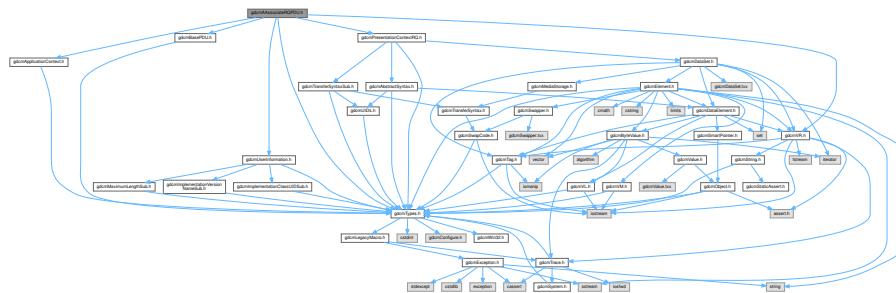 gdcmAAssociateRQPDU.h
gdcmBasePDU.h
gdcmPresentationContextRQ.h
gdcmApplicationContext.h
gdcmDataSet.h
gdcmTransferSyntaxSub.h
gdcmAbstractSyntax.h
gdcmMediaStorage.h
gdcmElement.h
gdcmDataSet.txx
gdcmUIDs.h
gdcmTransferSyntax.h
gdcmSwapper.h
cmath
cstring
limits
gdcmDataElement.h
gdcmSwapCode.h
gdcmSwapper.txx
gdcmByteValue.h
gdcmSmartPointer.h
set
gdcmVR.h
gdcmUserInformation.h
gdcmTag.h
vector
algorithm
gdcmValue.h
gdcmString.h
fstream
iterator
gdcmMaximumLengthSub.h
gdcmImplementationVersion
NameSub.h
gdcmImplementationClassUIDSub.h
iomanip
gdcmVL.h
gdcmVM.h
gdcmValue.txx
gdcmObject.h
gdcmStaticAssert.h
gdcmTypes.h
iostream
assert.h
gdcmLegacyMacro.h
cstdint
gdcmConfigure.h
gdcmWin32.h
gdcmException.h
gdcmTrace.h
stdexcept
cstdlib
exception
cassert
gdcmSystem.h
sstream
iosfwd
string